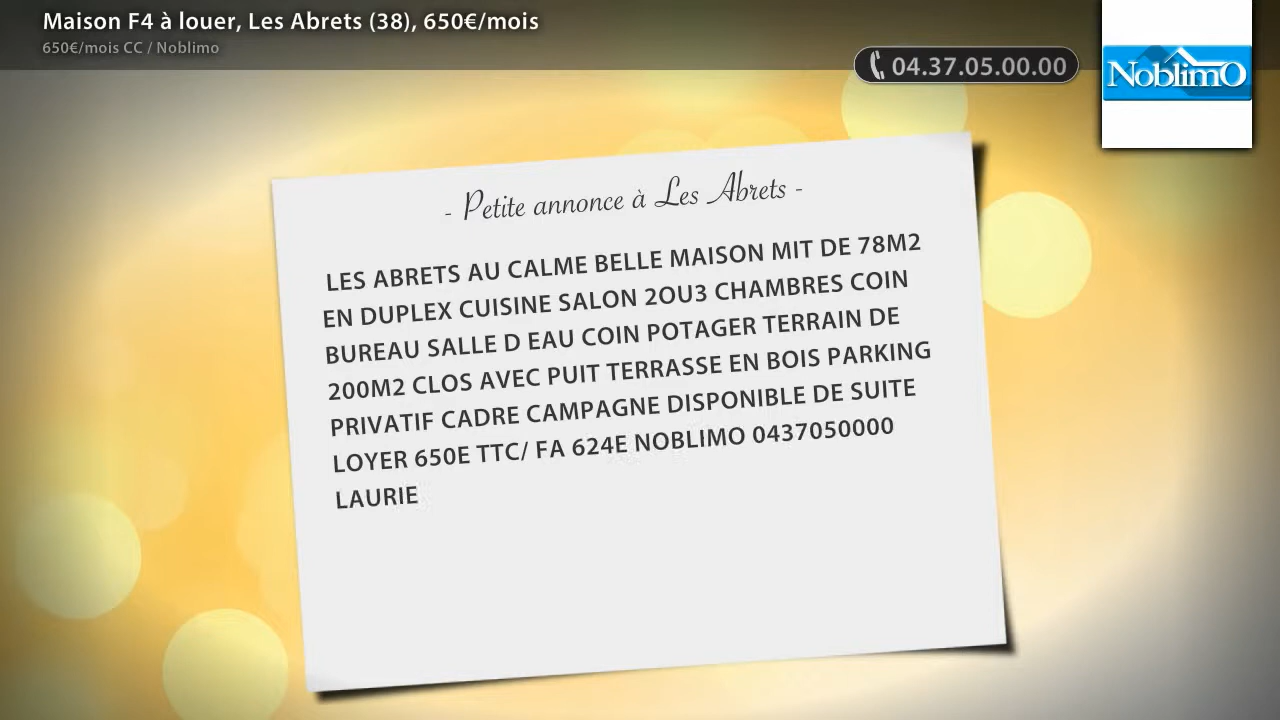 Maison F4 à louer, Les Abrets (38), 650€/mois
650€/mois CC / Noblimo
04.37.05.00.00
NoblimO
- Petite annonce à Les Abrets -
LES ABRETS AU CALME BELLE MAISON MIT DE 78M2
EN DUPLEX CUISINE SALON 2OU3 CHAMBRES COIN
BUREAU SALLE D EAU COIN POTAGER TERRAIN DE
200M2 CLOS AVEC PUIT TERRASSE EN BOIS PARKING
PRIVATIF CADRE CAMPAGNE DISPONIBLE DE SUITE
LOYER 650E TTC/ FA 624E NOBLIMO 0437050000
LAURIE